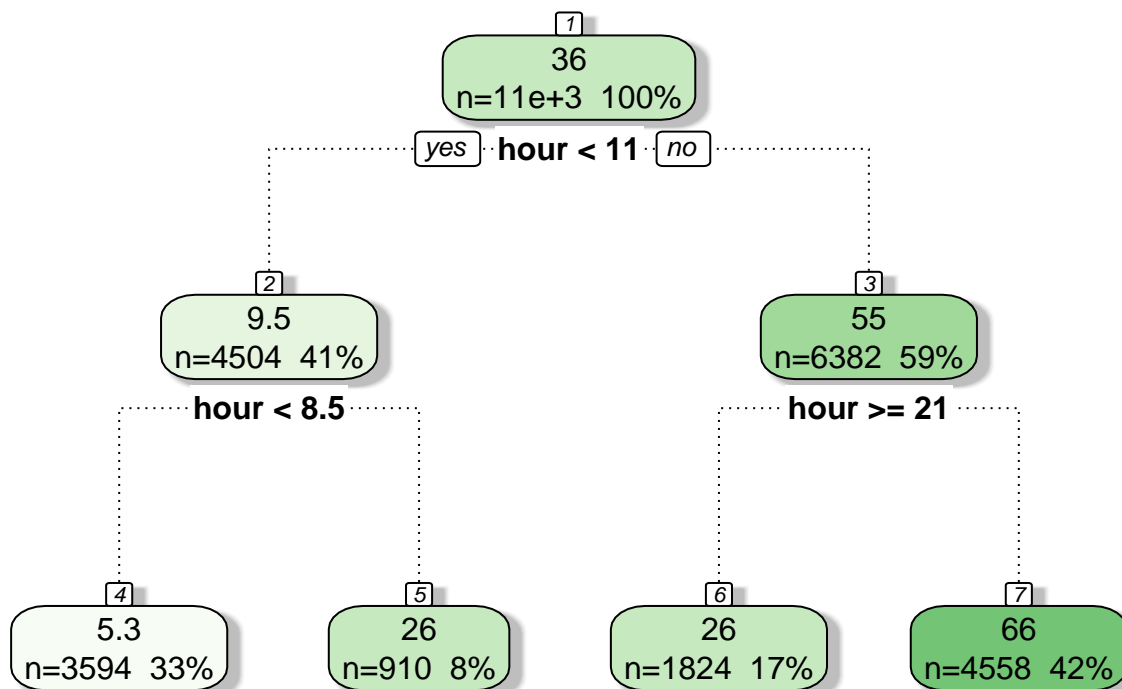 1
36
n=11e+3 100%
yes hour < 11 no
2
3
9.5
55
n=4504 41%
n=6382 59%
hour < 8.5
hour >= 21
4
5
6
7
5.3
26
26
66
n=3594 33%
n=910 8%
n=1824 17%
n=4558 42%